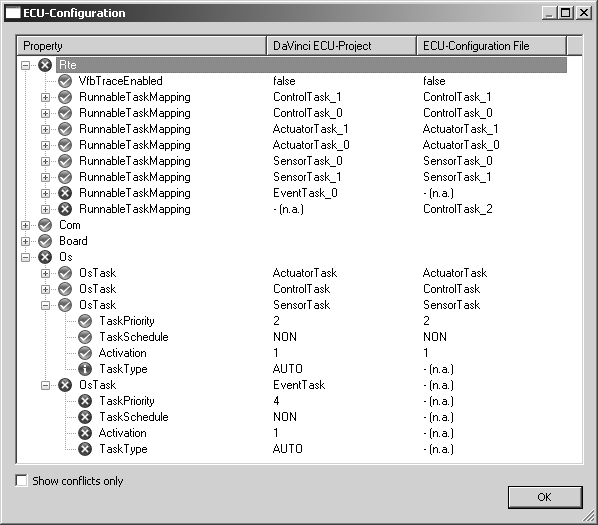 ECU-Configuration
Property DaVinci ECU-Project ECU-Configuration File
Rte
VfbTraceEnabled false false
RunnableTaskMapping ControlTask_1 ControlTask_1
RunnableTaskMapping ControlTask_0 ControlTask_0
RunnableTaskMapping ActuatorTask_1 ActuatorTask_1
RunnableTaskMapping ActuatorTask_0 ActuatorTask_0
RunnableTaskMapping SensorTask_0 SensorTask_0
RunnableTaskMapping SensorTask_1 SensorTask_1
RunnableTaskMapping EventTask_0 - (n.a.)
RunnableTaskMapping - (n.a.) ControlTask_2
Com
Board
Os
OsTask ActuatorTask ActuatorTask
OsTask ControlTask ControlTask
OsTask SensorTask SensorTask
TaskPriority 2 2
TaskSchedule NON NON
Activation 1 1
TaskType AUTO - (n.a.)
OsTask EventTask - (n.a.)
TaskPriority 4 - (n.a.)
TaskSchedule NON - (n.a.)
Activation 1 - (n.a.)
TaskType AUTO - (n.a.)
Show conflicts only
OK